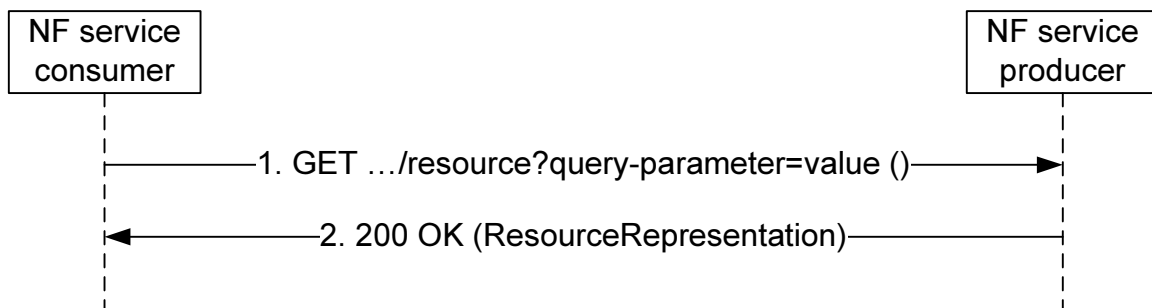 NF service
consumer
NF service
producer
1. GET …/resource?query-parameter=value ()
2. 200 OK (ResourceRepresentation)